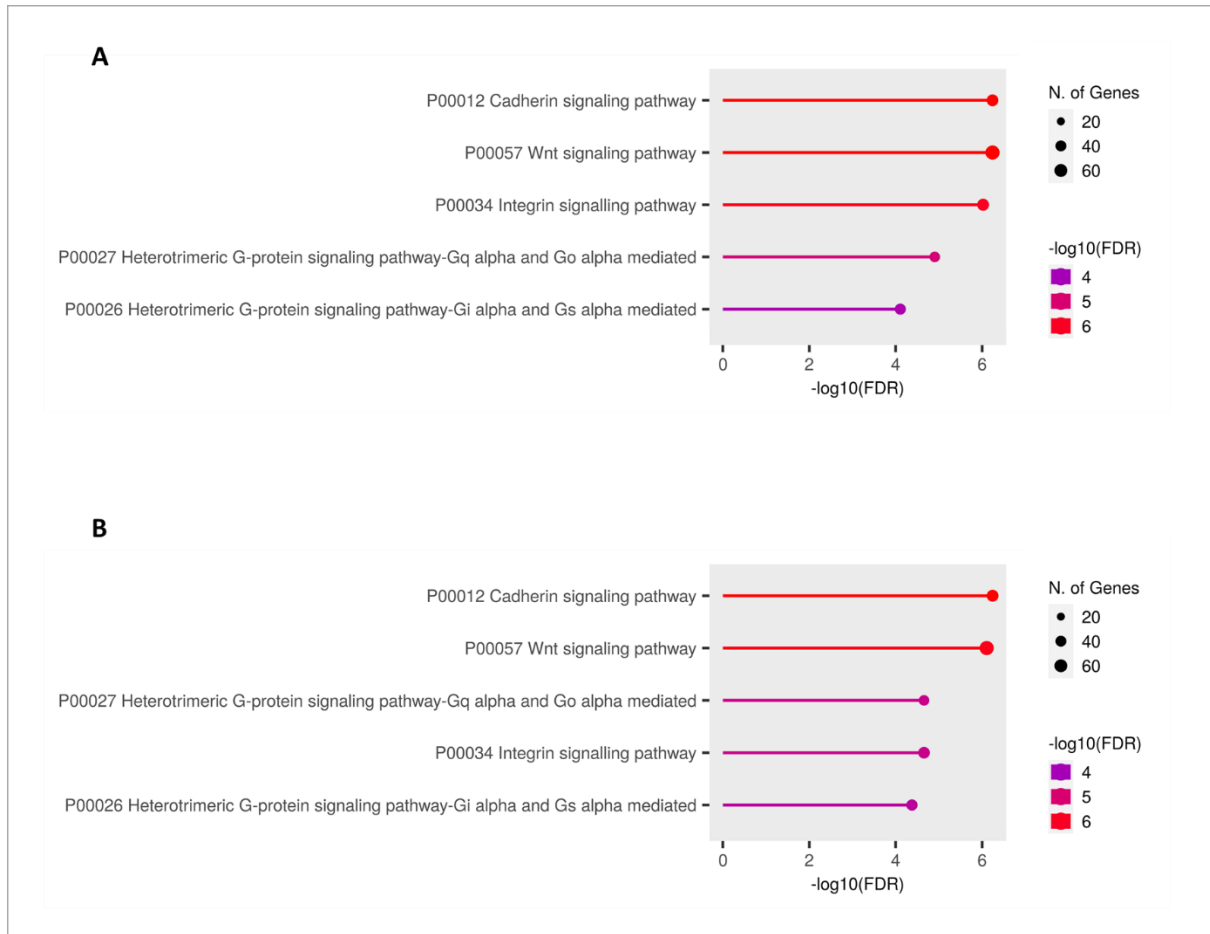 A
P00012 Cadherin signaling pathway
P00057 Wnt signaling pathway
P00034 Integrin signalling pathway
P00027 Heterotrimeric G-protein signaling pathway-Gq alpha and Go alpha mediated
P00026 Heterotrimeric G-protein signaling pathway-Gi alpha and Gs alpha mediated
0 2 4 6
-log10(FDR)
N. of Genes
20
40
60
-log10(FDR)
4
5
6
B
P00012 Cadherin signaling pathway
P00057 Wnt signaling pathway
P00027 Heterotrimeric G-protein signaling pathway-Gq alpha and Go alpha mediated
P00034 Integrin signalling pathway
P00026 Heterotrimeric G-protein signaling pathway-Gi alpha and Gs alpha mediated
0 2 4 6
-log10(FDR)
N. of Genes
20
40
60
-log10(FDR)
4
5
6